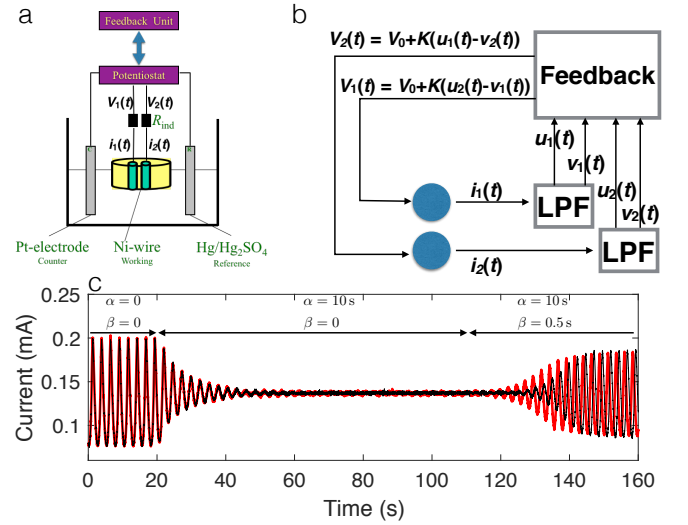 a
Feedback Unit
Potentiostat
V1(t) V2(t)
Rind
i1(t) i2(t)
C
R
Pt-electrode Ni-wire Hg/Hg2SO4
Counter Working Reference
b
V2(t) = V0+K(u1(t)-v2(t))
V1(t) = V0+K(u2(t)-v1(t))
Feedback
u1(t)
v1(t)
u2(t)
v2(t)
i1(t)
LPF
i2(t)
LPF
c
α = 0 α = 10 s α = 10 s
β = 0 β = 0 β = 0.5 s
0.25
0.2
0.15
0.1
Current (mA)
0 20 40 60 80 100 120 140 160
Time (s)